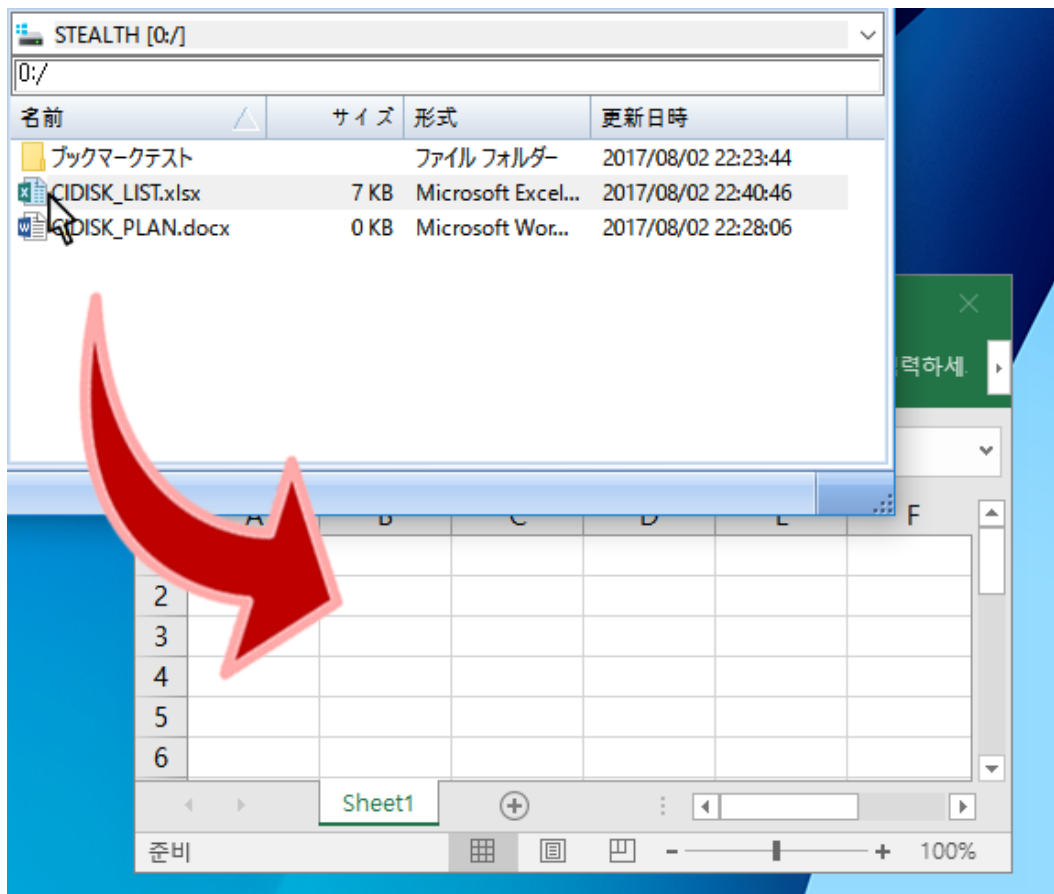 STEALTH [0:/]
0:/
名前 サイズ 形式 更新日時
ブックマークテスト ファイル フォルダー 2017/08/02 22:23:44
CIDISK_LIST.xlsx 7 KB Microsoft Excel... 2017/08/02 22:40:46
CIDISK_PLAN.docx 0 KB Microsoft Wor... 2017/08/02 22:28:06
력하세.
A B C D E F
2
3
4
5
6
Sheet1
준비 - + 100%